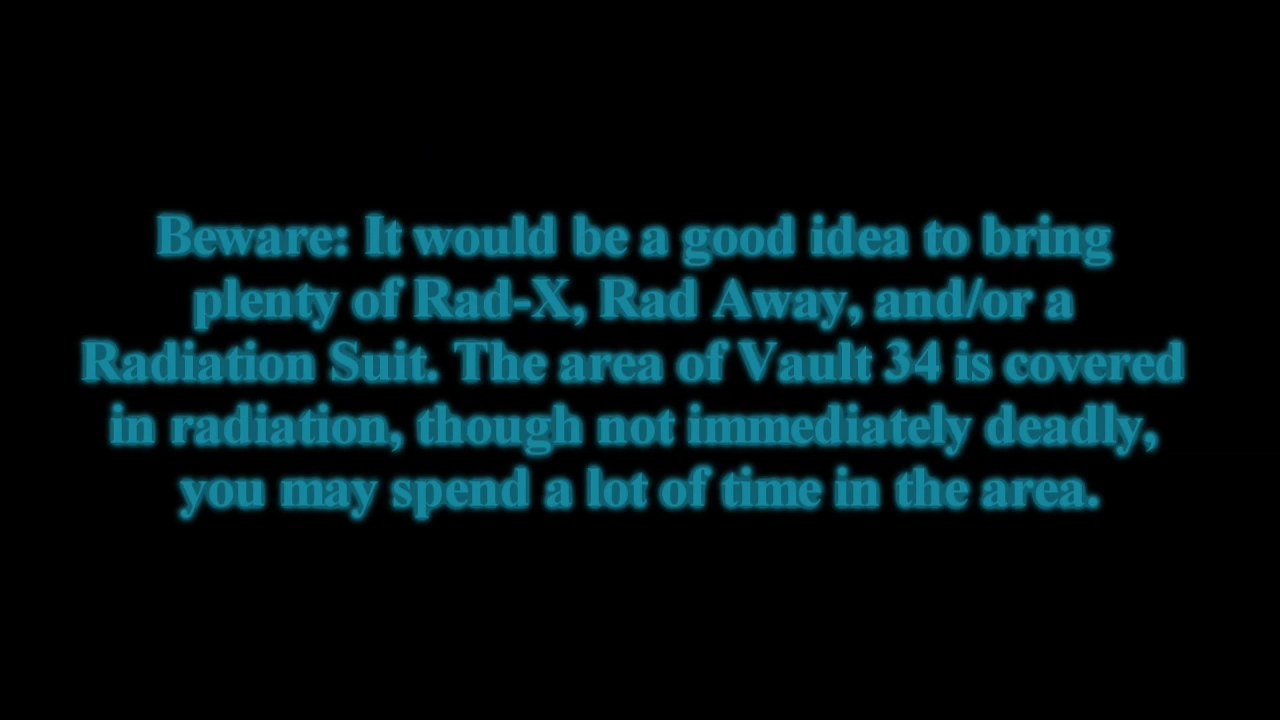 Beware: It would be a good idea to bring
plenty of Rad-X, Rad Away, and/or a
Radiation Suit. The area of Vault 34 is covered
in radiation, though not immediately deadly,
you may spend a lot of time in the area.